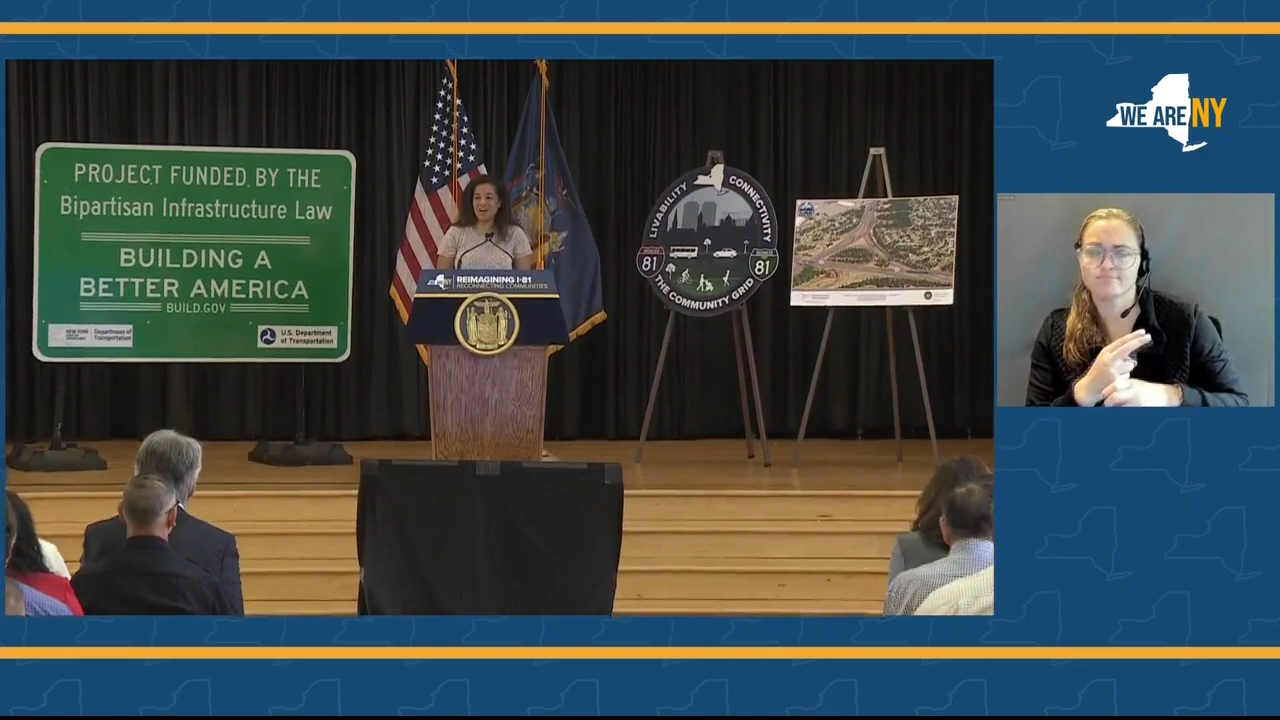 WE ARE NY
PROJECT FUNDED BY THE
Bipartisan Infrastructure Law
BUILDING A
BETTER AMERICA
BUILD.GOV
Department of
Transportation
U.S. Department
of Transportation
NY
REIMAGINING I-81
RECONNECTING COMMUNITIES
LIVABILITY
CONNECTIVITY
81
81
THE COMMUNITY GRID